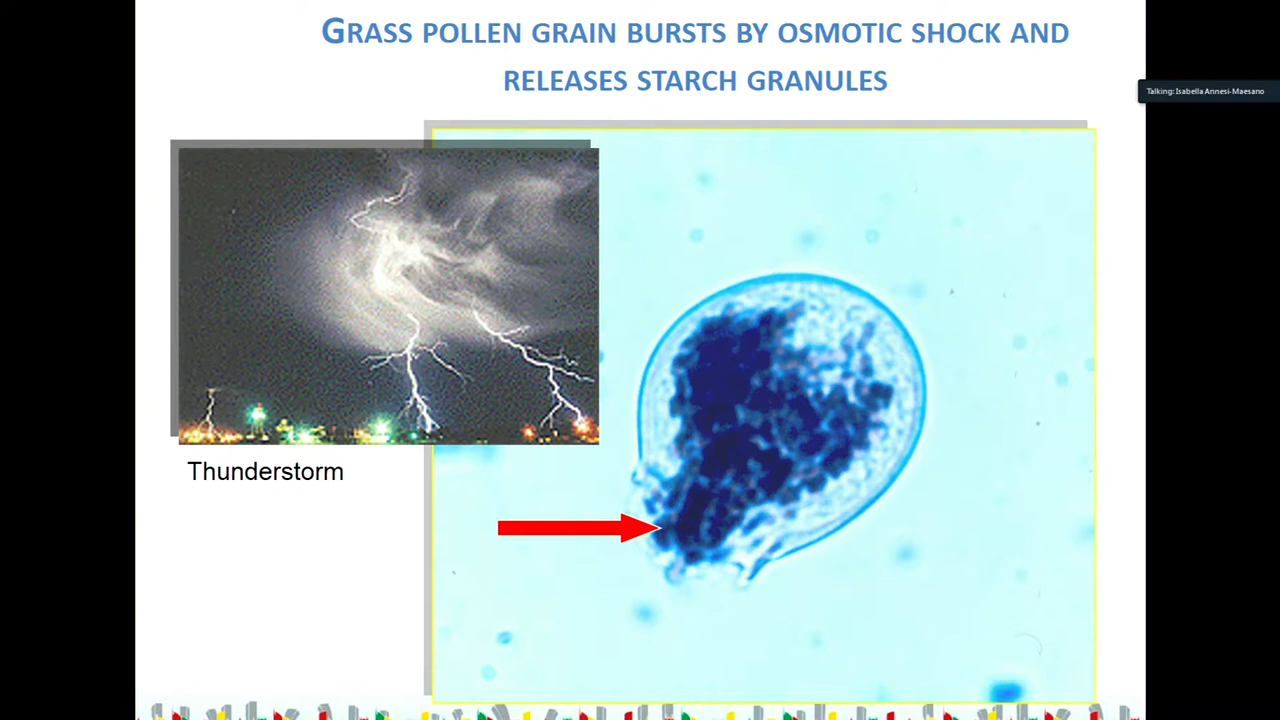 GRASS POLLEN GRAIN BURSTS BY OSMOTIC SHOCK AND
RELEASES STARCH GRANULES
Talking: Isabella Annesi-Maesano
Thunderstorm